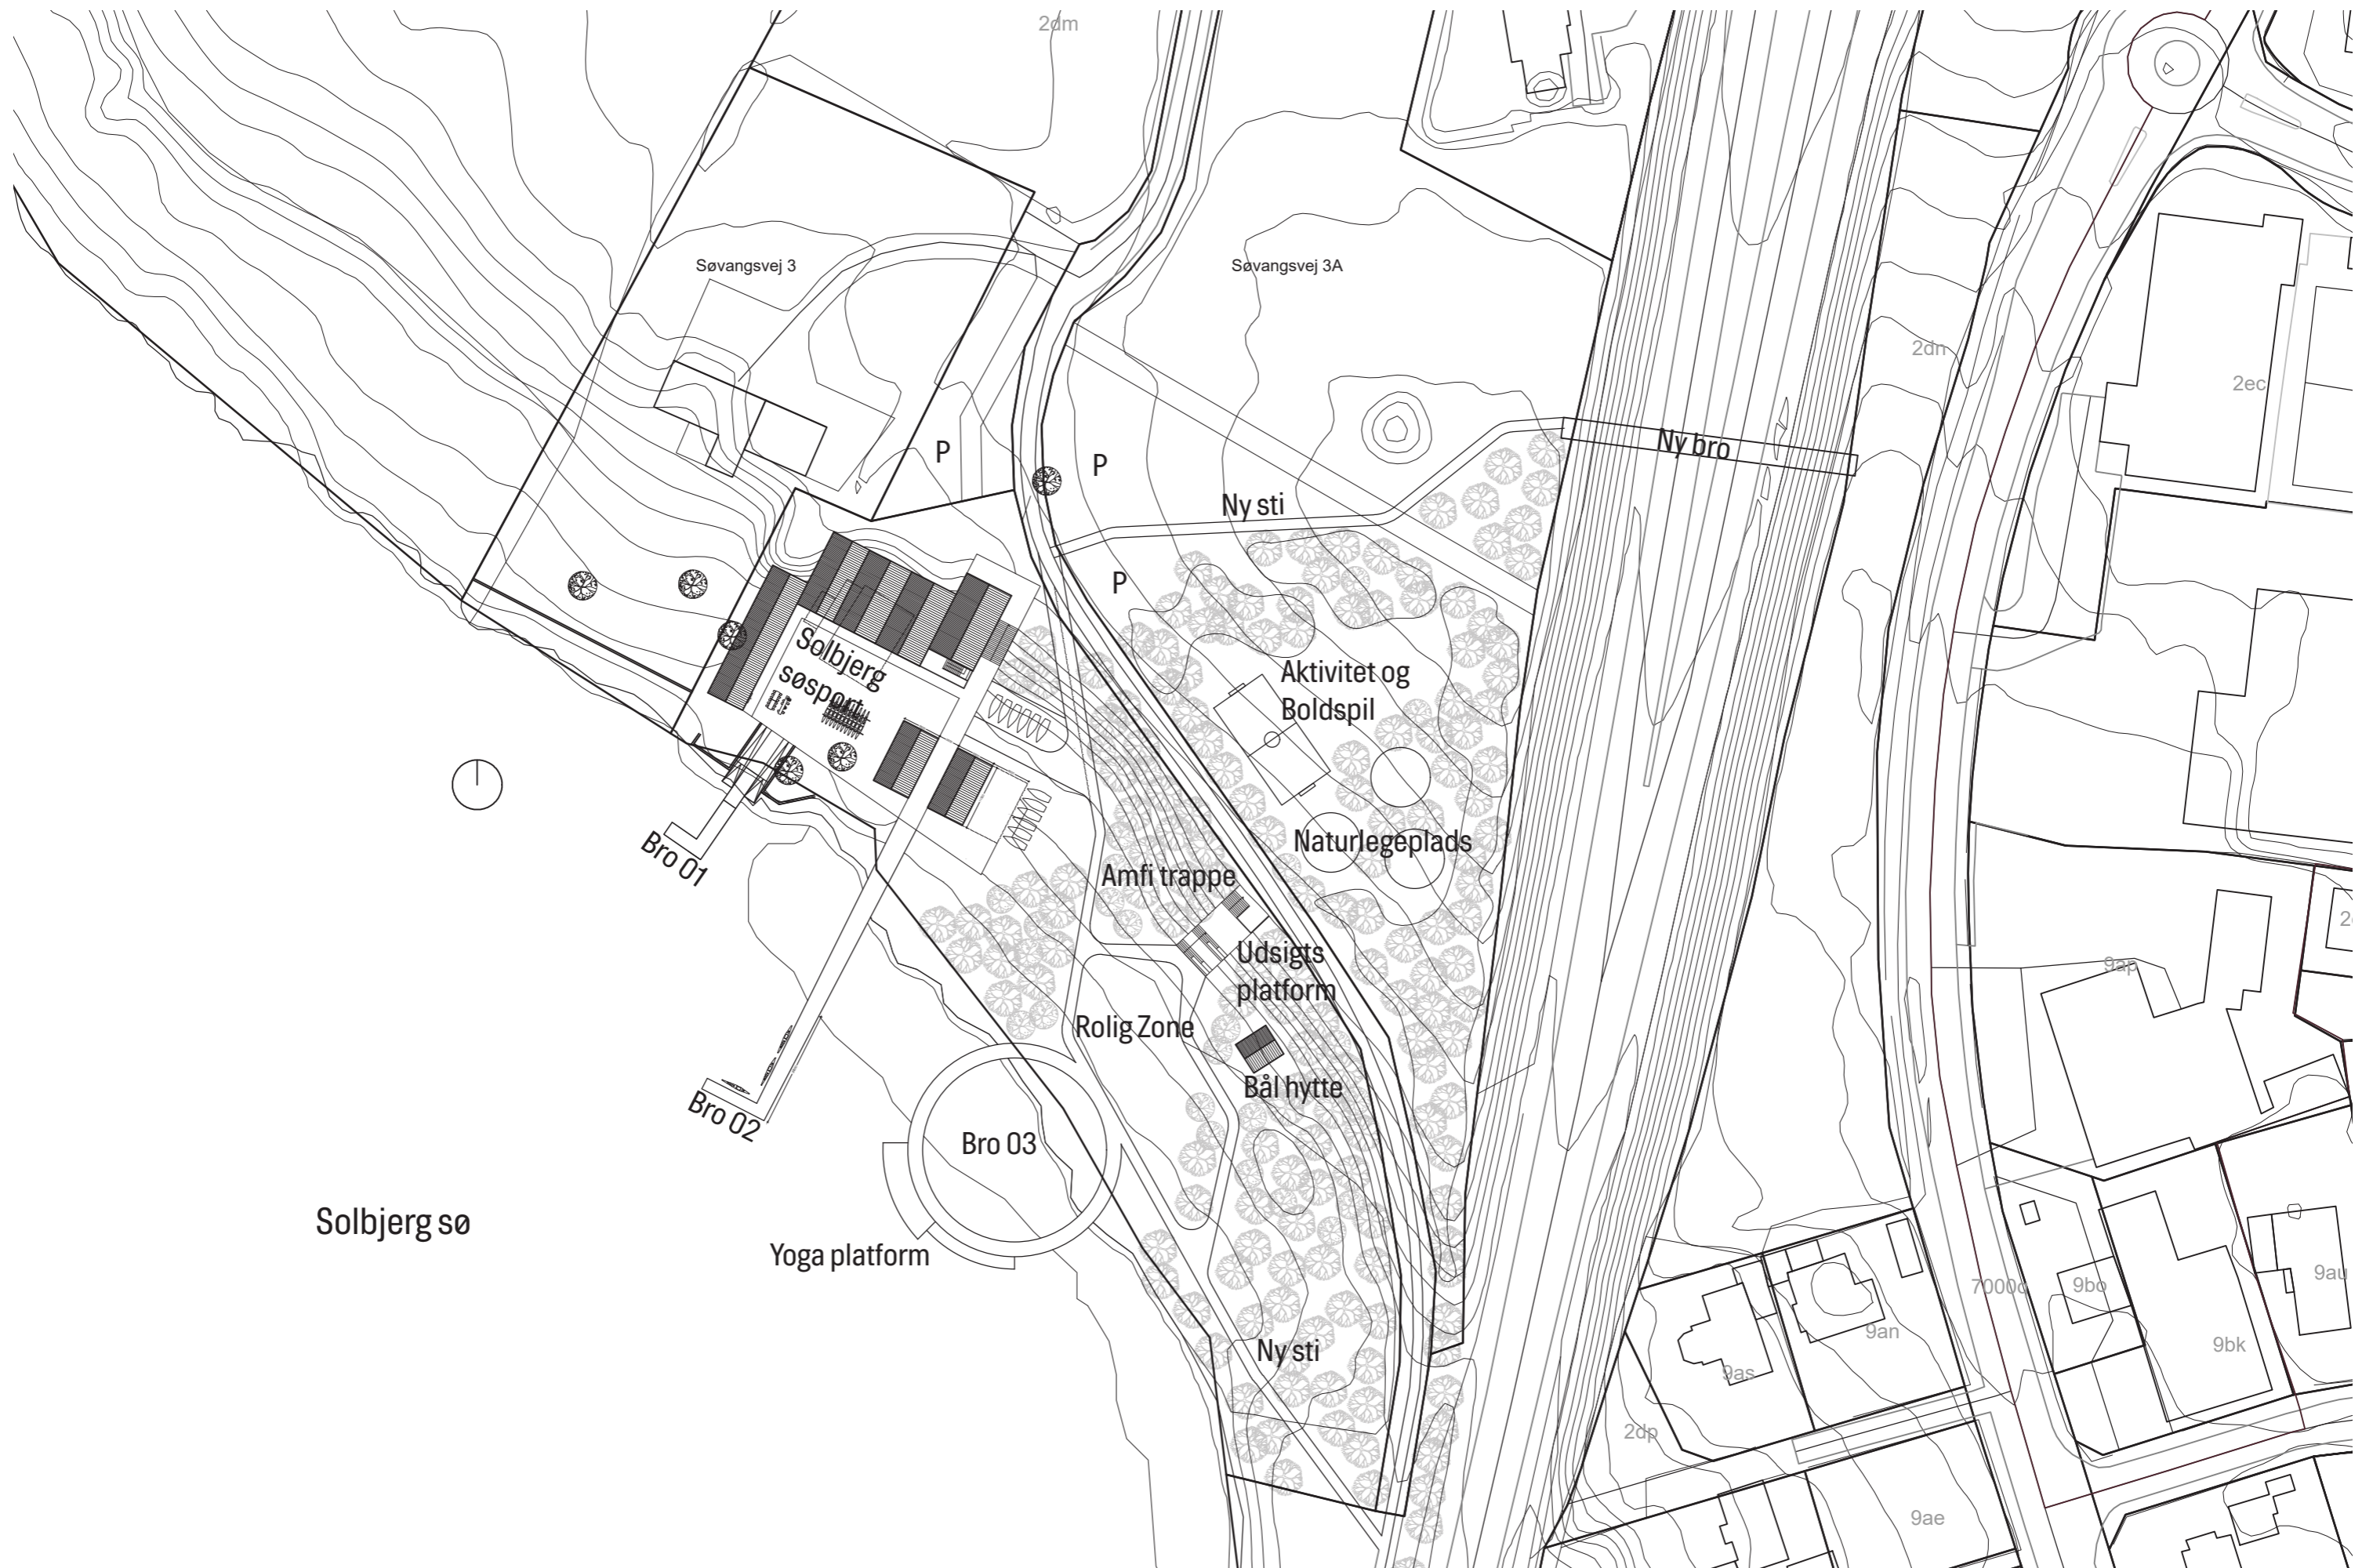 2dm
Søvangsvej 3
Søvangsvej 3A
2dn
2ec
P
P
Ny bro
Ny sti
P
Solbjerg
søsport
Aktivitet og
Boldspil
Bro 01
Naturlegeplads
Amfi trappe
Udsigts
platform
9ap
Rolig Zone
Bål hytte
Bro 02
Bro 03
Solbjerg sø
Yoga platform
7000c
9bo
9au
9an
9bk
Ny sti
9as
2dp
9ae